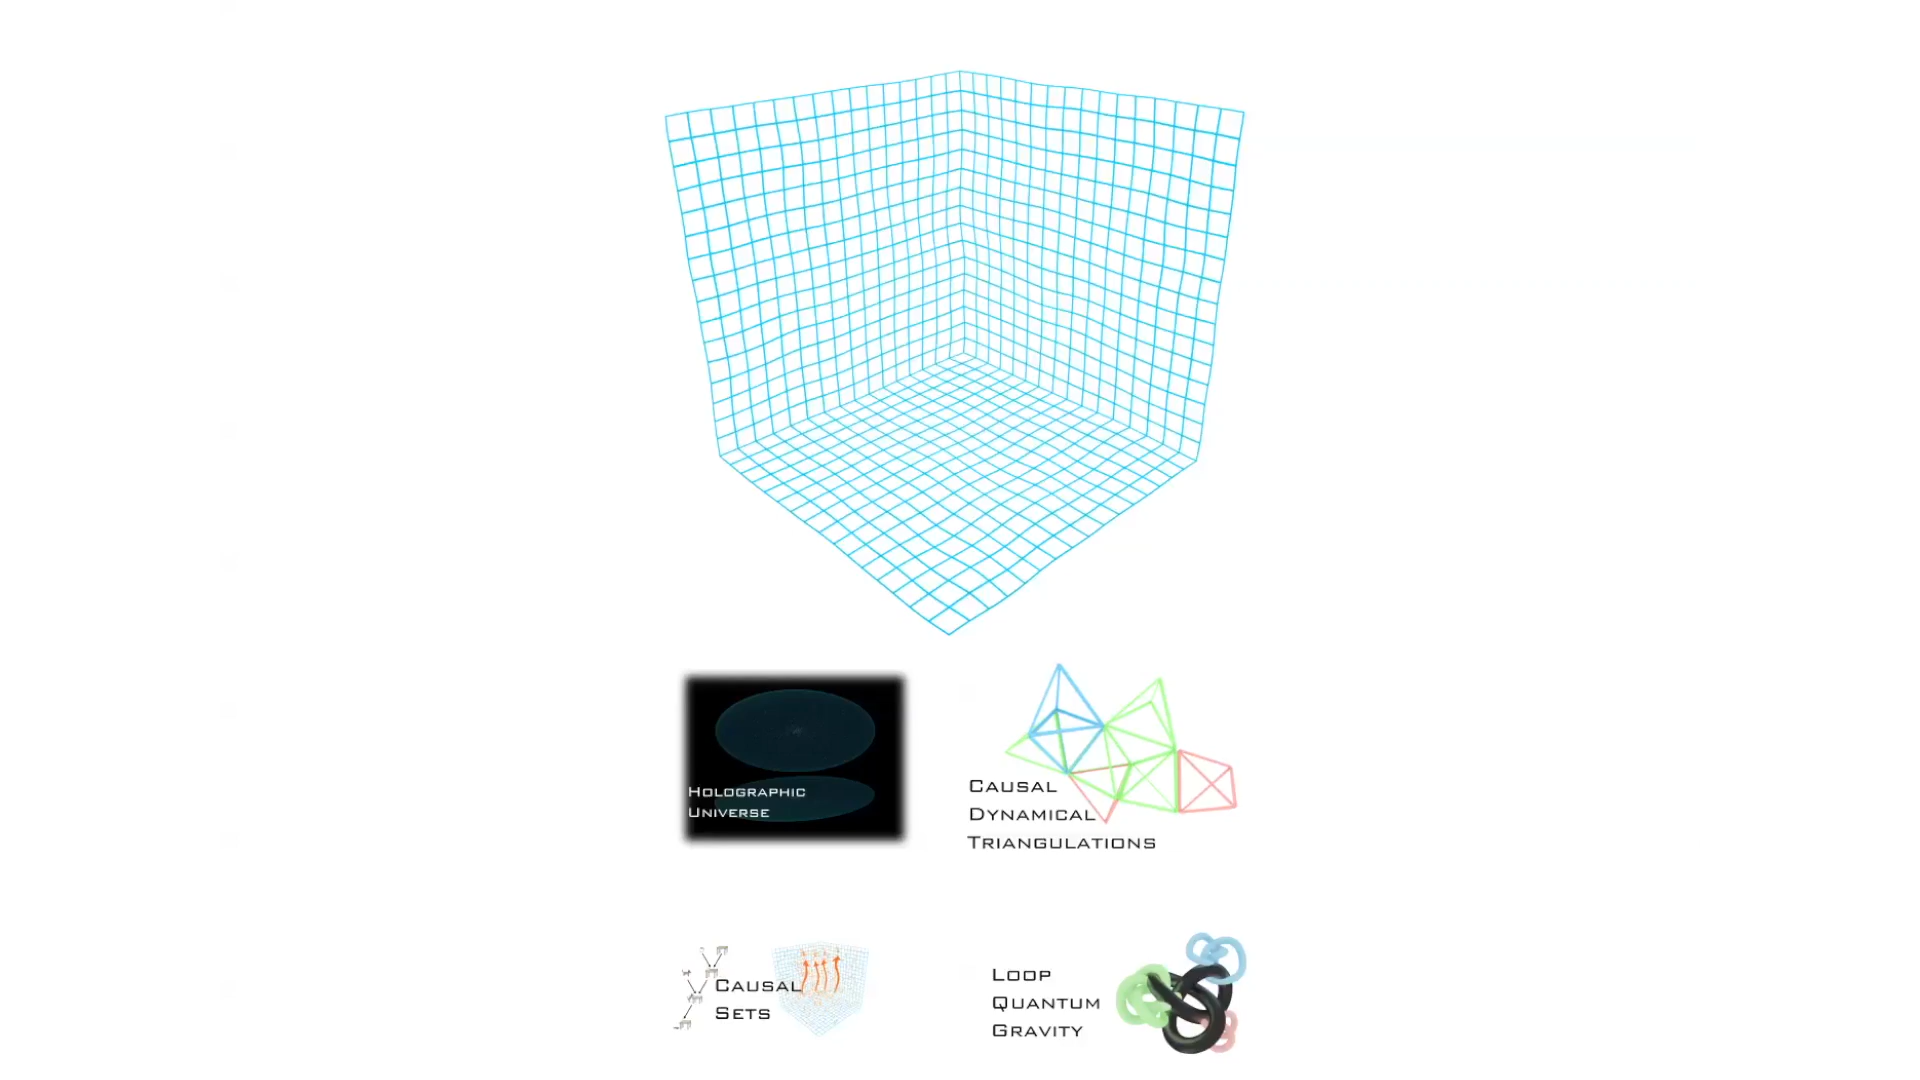 HOLOGRAPHIC
UNIVERSE
CAUSAL
DYNAMICAL
TRIANGULATIONS
CAUSAL
SETS
LOOP
QUANTUM
GRAVITY